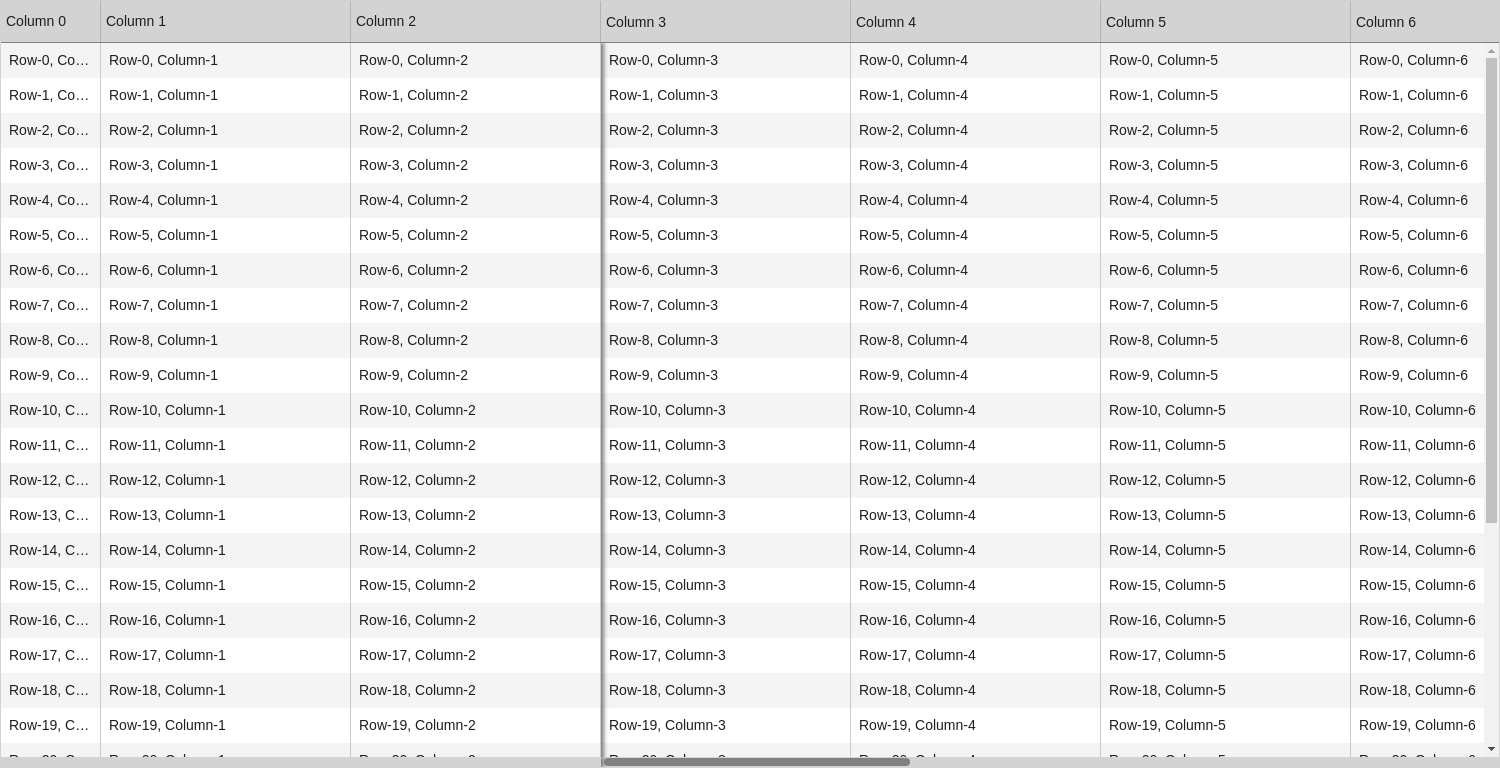 Column 0 Column 1 Column 2 Column 3 Column 4 Column 5 Column 6
Row-0, Co… Row-0, Column-1 Row-0, Column-2 Row-0, Column-3 Row-0, Column-4 Row-0, Column-5 Row-0, Column-6
Row-1, Co… Row-1, Column-1 Row-1, Column-2 Row-1, Column-3 Row-1, Column-4 Row-1, Column-5 Row-1, Column-6
Row-2, Co… Row-2, Column-1 Row-2, Column-2 Row-2, Column-3 Row-2, Column-4 Row-2, Column-5 Row-2, Column-6
Row-3, Co… Row-3, Column-1 Row-3, Column-2 Row-3, Column-3 Row-3, Column-4 Row-3, Column-5 Row-3, Column-6
Row-4, Co… Row-4, Column-1 Row-4, Column-2 Row-4, Column-3 Row-4, Column-4 Row-4, Column-5 Row-4, Column-6
Row-5, Co… Row-5, Column-1 Row-5, Column-2 Row-5, Column-3 Row-5, Column-4 Row-5, Column-5 Row-5, Column-6
Row-6, Co… Row-6, Column-1 Row-6, Column-2 Row-6, Column-3 Row-6, Column-4 Row-6, Column-5 Row-6, Column-6
Row-7, Co… Row-7, Column-1 Row-7, Column-2 Row-7, Column-3 Row-7, Column-4 Row-7, Column-5 Row-7, Column-6
Row-8, Co… Row-8, Column-1 Row-8, Column-2 Row-8, Column-3 Row-8, Column-4 Row-8, Column-5 Row-8, Column-6
Row-9, Co… Row-9, Column-1 Row-9, Column-2 Row-9, Column-3 Row-9, Column-4 Row-9, Column-5 Row-9, Column-6
Row-10, C… Row-10, Column-1 Row-10, Column-2 Row-10, Column-3 Row-10, Column-4 Row-10, Column-5 Row-10, Column-6
Row-11, C… Row-11, Column-1 Row-11, Column-2 Row-11, Column-3 Row-11, Column-4 Row-11, Column-5 Row-11, Column-6
Row-12, C… Row-12, Column-1 Row-12, Column-2 Row-12, Column-3 Row-12, Column-4 Row-12, Column-5 Row-12, Column-6
Row-13, C… Row-13, Column-1 Row-13, Column-2 Row-13, Column-3 Row-13, Column-4 Row-13, Column-5 Row-13, Column-6
Row-14, C… Row-14, Column-1 Row-14, Column-2 Row-14, Column-3 Row-14, Column-4 Row-14, Column-5 Row-14, Column-6
Row-15, C… Row-15, Column-1 Row-15, Column-2 Row-15, Column-3 Row-15, Column-4 Row-15, Column-5 Row-15, Column-6
Row-16, C… Row-16, Column-1 Row-16, Column-2 Row-16, Column-3 Row-16, Column-4 Row-16, Column-5 Row-16, Column-6
Row-17, C… Row-17, Column-1 Row-17, Column-2 Row-17, Column-3 Row-17, Column-4 Row-17, Column-5 Row-17, Column-6
Row-18, C… Row-18, Column-1 Row-18, Column-2 Row-18, Column-3 Row-18, Column-4 Row-18, Column-5 Row-18, Column-6
Row-19, C… Row-19, Column-1 Row-19, Column-2 Row-19, Column-3 Row-19, Column-4 Row-19, Column-5 Row-19, Column-6